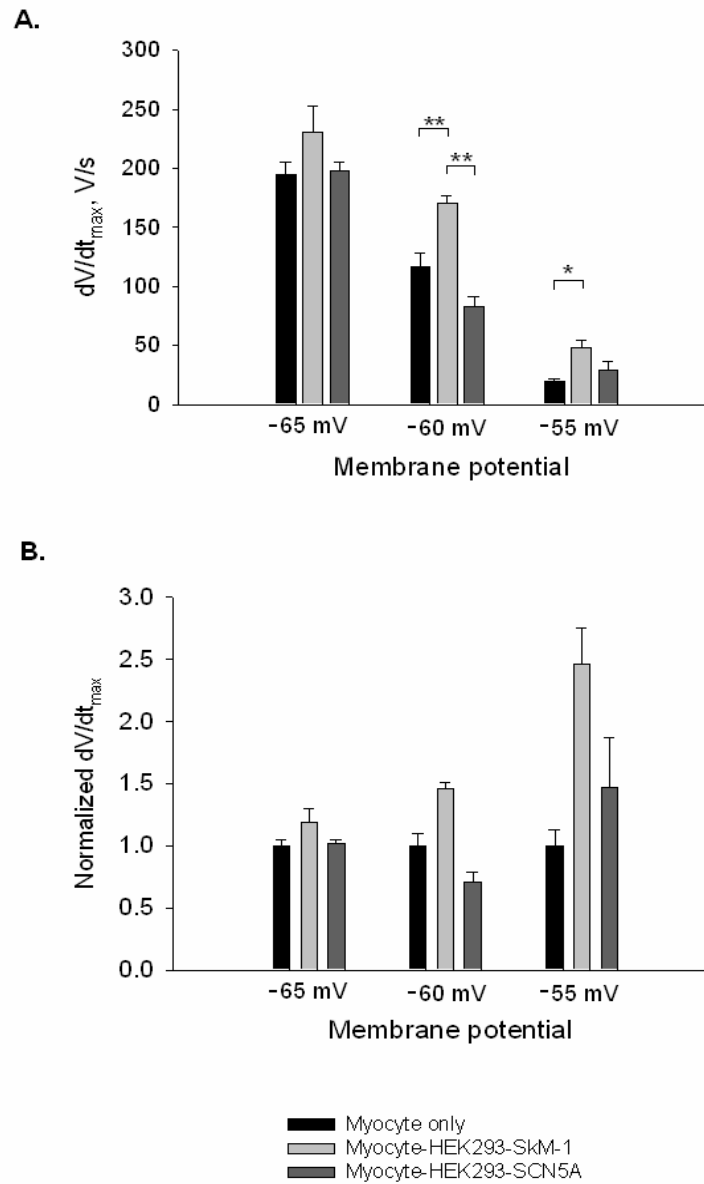 A.
300
250
200
150
100
50
0
dV/dtmax, V/s
**
**
*
-65 mV
-60 mV
-55 mV
Membrane potential
B.
3.0
2.5
2.0
1.5
1.0
0.5
0.0
Normalized dV/dtmax
-65 mV
-60 mV
-55 mV
Membrane potential
Myocyte only
Myocyte-HEK293-SkM-1
Myocyte-HEK293-SCN5A